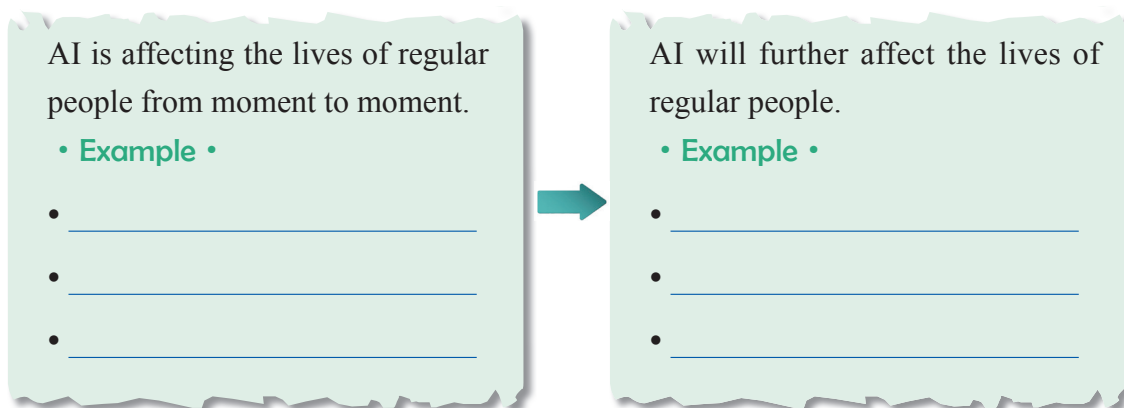 AI is affecting the lives of regular
people from moment to moment.
• Example •
•
•
•
AI will further affect the lives of
regular people.
• Example •
•
•
•